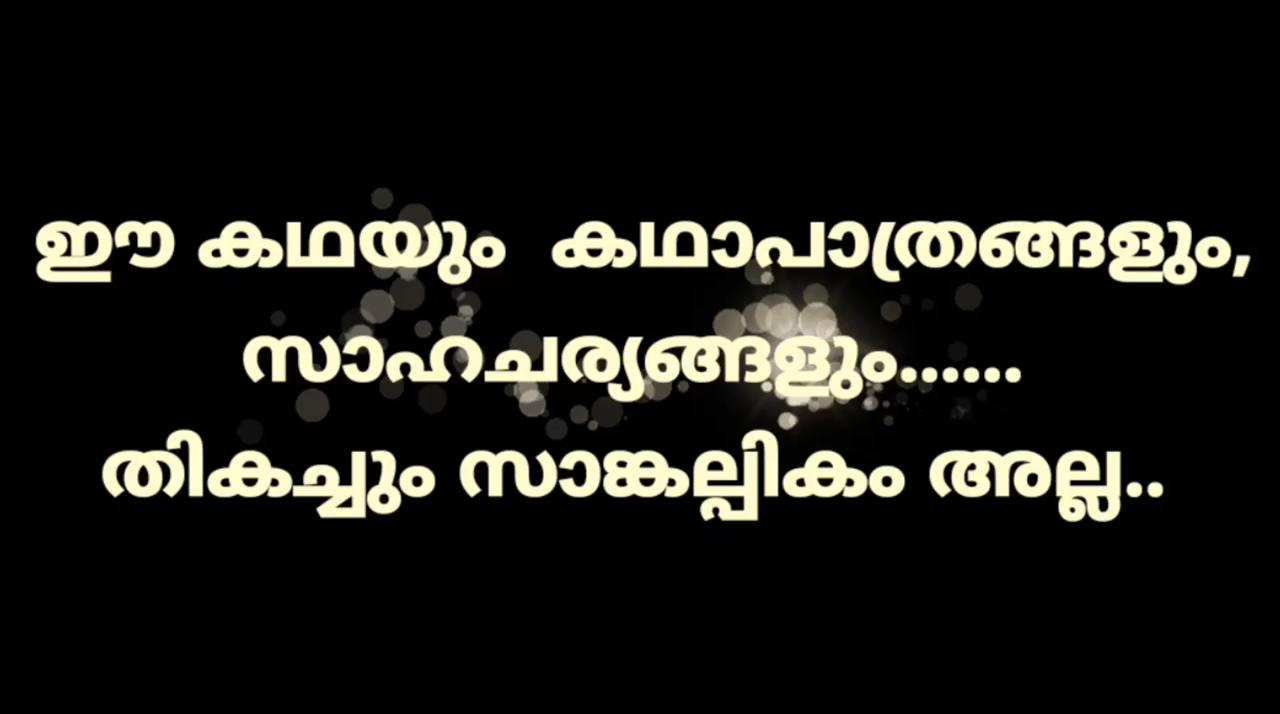 ഈ കഥയും കഥാപാത്രങ്ങളും,
സാഹചര്യങ്ങളും......
തികച്ചും സാങ്കല്പികം അല്ല..